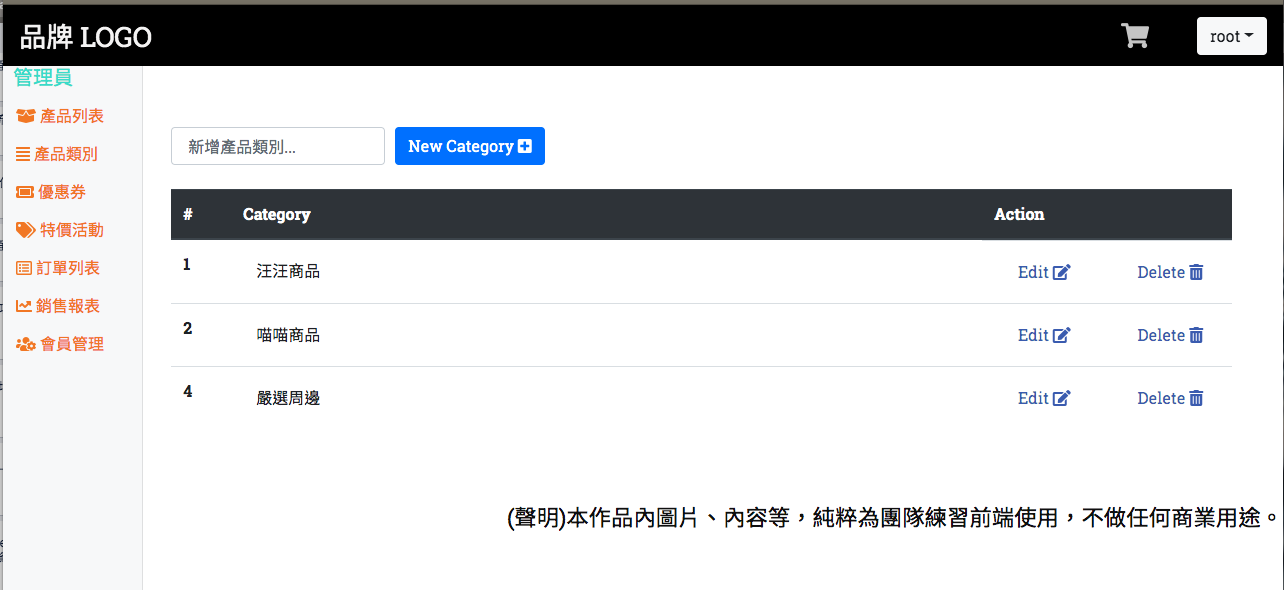 品牌 LOGO
root
管理員
產品列表
產品類別
優惠券
特價活動
訂單列表
銷售報表
會員管理
新增產品類別...
New Category
# Category Action
1 汪汪商品 Edit Delete
2 喵喵商品 Edit Delete
4 嚴選周邊 Edit Delete
(聲明)本作品內圖片、內容等，純粹為團隊練習前端使用，不做任何商業用途。